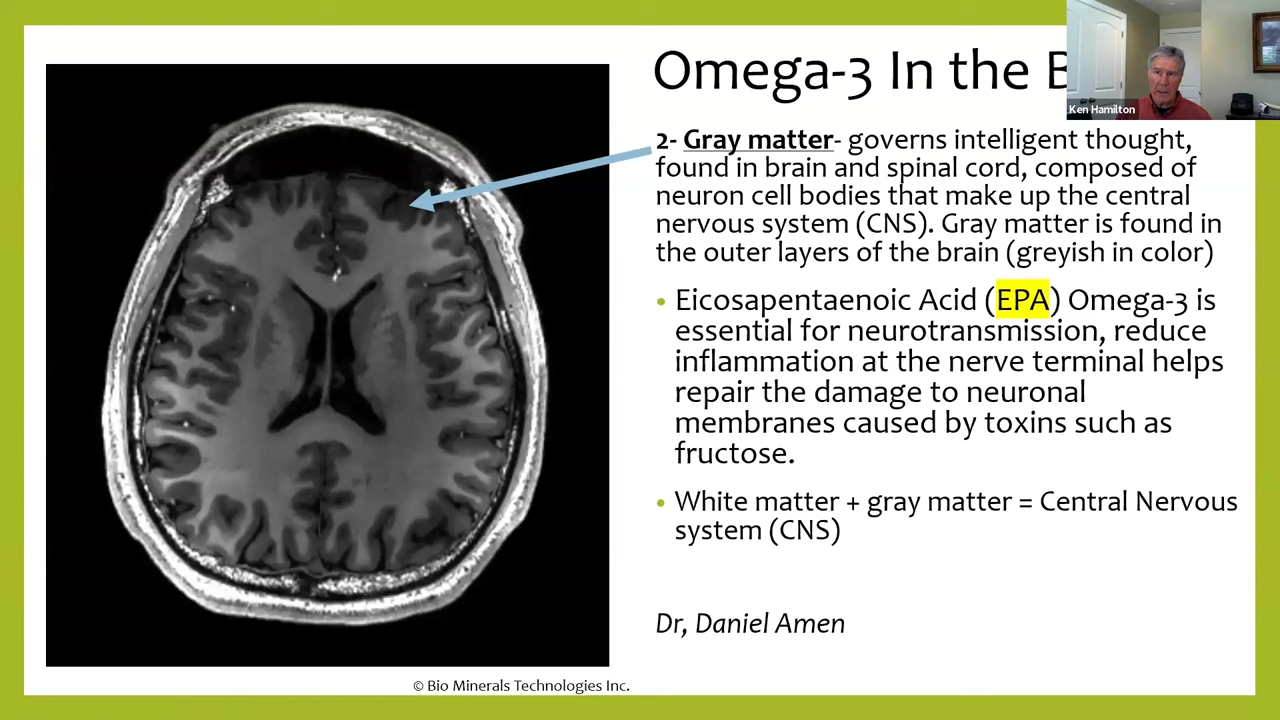 Omega-3 In the B
Ken Hamilton
2- Gray matter- governs intelligent thought,
found in brain and spinal cord, composed of
neuron cell bodies that make up the central
nervous system (CNS). Gray matter is found in
the outer layers of the brain (greyish in color)
• Eicosapentaenoic Acid (EPA) Omega-3 is
essential for neurotransmission, reduce
inflammation at the nerve terminal helps
repair the damage to neuronal
membranes caused by toxins such as
fructose.
• White matter + gray matter = Central Nervous
system (CNS)
Dr, Daniel Amen
© Bio Minerals Technologies Inc.